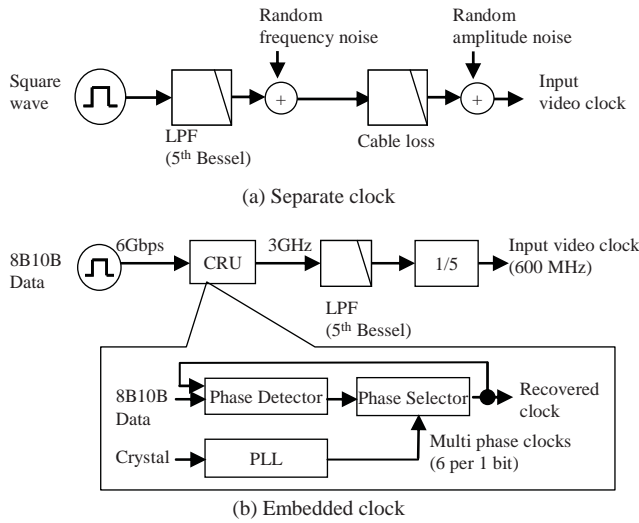 Random
frequency noise
Random
amplitude noise
Square
wave
+
+
Input
video clock
LPF
(5th Bessel)
Cable loss
(a) Separate clock
8B10B
Data
6Gbps
CRU
3GHz
LPF
(5th Bessel)
1/5
Input video clock
(600 MHz)
8B10B
Data
Phase Detector
Phase Selector
Recovered
clock
Crystal
PLL
Multi phase clocks
(6 per 1 bit)
(b) Embedded clock